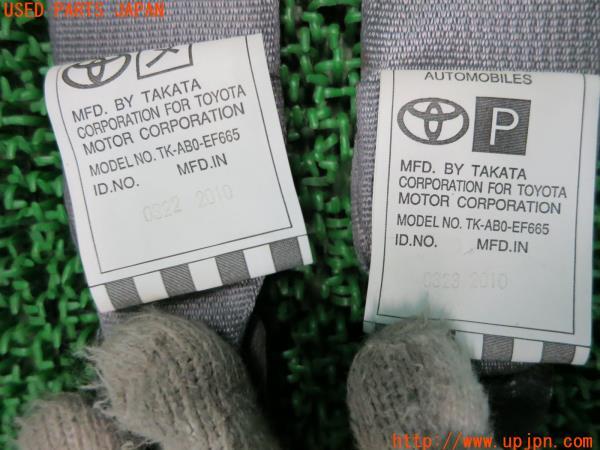 USED PARTS JAPAN
MFD. BY TAKATA
CORPORATION FOR TOYOTA
MOTOR CORPORATION
MODEL NO. TK-AB0-EF665
ID.NO. MFD.IN
0322 2010
AUTOMOBILES
P
MFD. BY TAKATA
CORPORATION FOR TOYOTA
MOTOR CORPORATION
MODEL NO. TK-AB0-EF665
ID.NO. MFD.IN
0323 2010
http://www.upjpn.com/